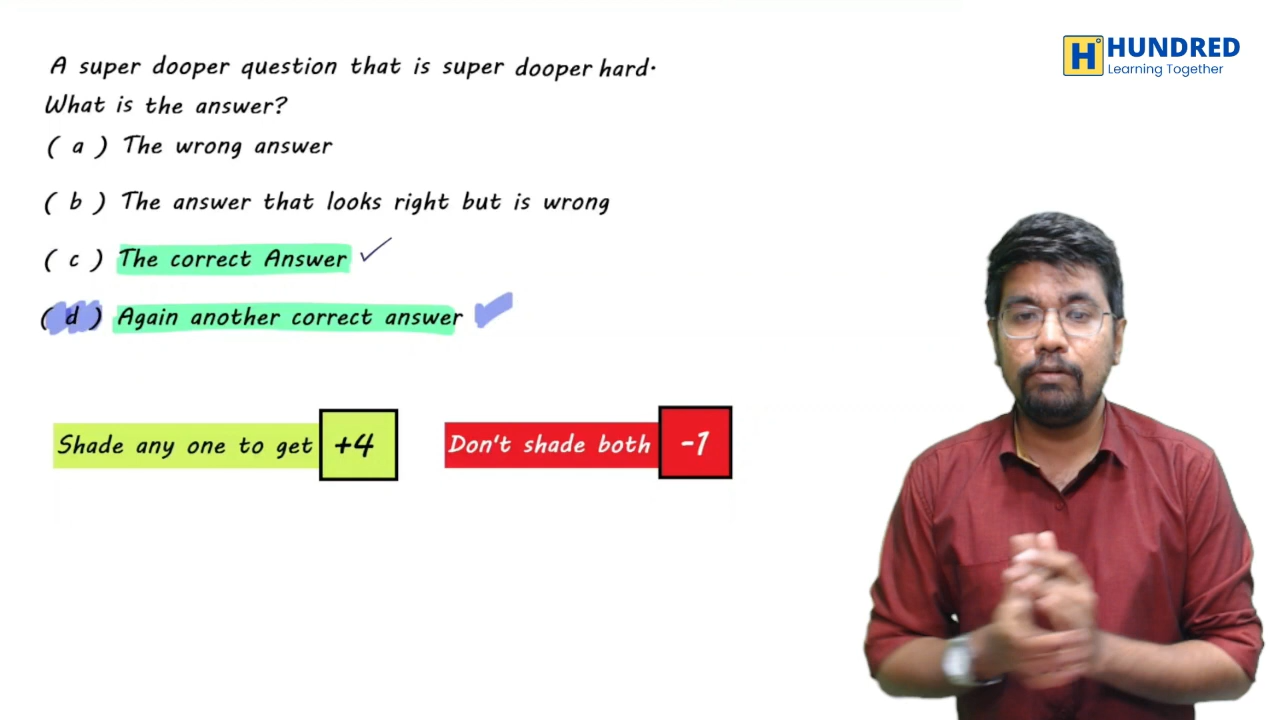 A super dooper question that is super dooper hard.
What is the answer?
( a ) The wrong answer
( b ) The answer that looks right but is wrong
( c ) The correct Answer
( d ) Again another correct answer
Shade any one to get +4
Don't shade both -1
H HUNDRED
Learning Together